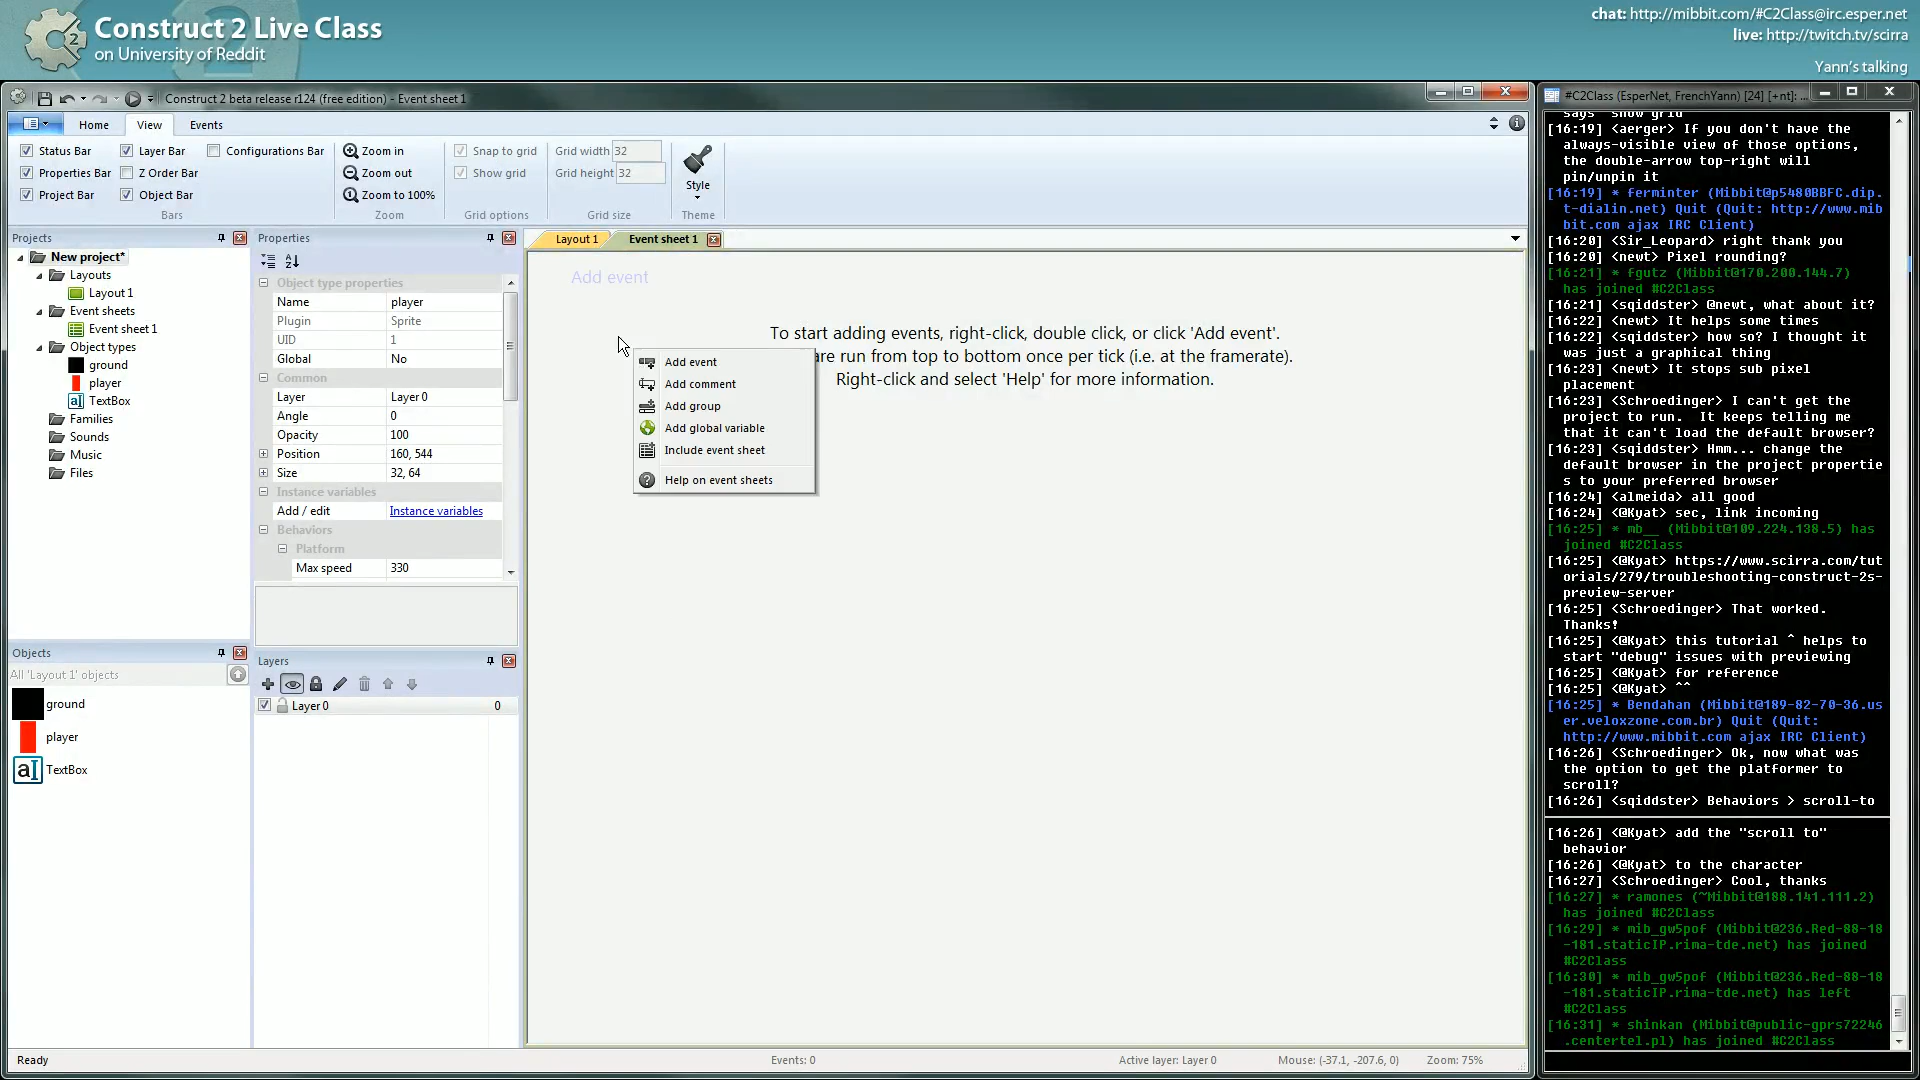 Construct 2 Live Class
on University of Reddit
chat: http://mibbit.com/#C2Class@irc.esper.net
live: http://twitch.tv/scirra
Yann's talking
Construct 2 beta release r124 (free edition) - Event sheet 1
Home
View
Events
Status Bar
Layer Bar
Configurations Bar
Properties Bar
Z Order Bar
Project Bar
Object Bar
Bars
Zoom in
Zoom out
Zoom to 100%
Zoom
Snap to grid
Show grid
Grid options
Grid width 32
Grid height 32
Grid size
Style
Theme
Projects
New project*
Layouts
Layout 1
Event sheets
Event sheet 1
Object types
ground
player
TextBox
Families
Sounds
Music
Files
Properties
Object type properties
Name player
Plugin Sprite
UID 1
Global No
Common
Layer Layer 0
Angle 0
Opacity 100
Position 160, 544
Size 32, 64
Instance variables
Add / edit Instance variables
Behaviors
Platform
Max speed 330
Objects
All 'Layout 1' objects
ground
player
TextBox
Layers
Layer 0 0
Layout 1
Event sheet 1
Add event
To start adding events, right-click, double click, or click 'Add event'.
are run from top to bottom once per tick (i.e. at the framerate).
Right-click and select 'Help' for more information.
Add event
Add comment
Add group
Add global variable
Include event sheet
Help on event sheets
Ready
Events: 0
Active layer: Layer 0
Mouse: (-37.1, -207.6, 0)
Zoom: 75%
#C2Class (EsperNet, FrenchYann) [24] [+nt]: ...
says "show grid"
[16:19] <aerger> If you don't have the
always-visible view of those options,
the double-arrow top-right will
pin/unpin it
[16:19] * ferminter (Mibbit@p5480BBFC.dip.
t-dialin.net) Quit (Quit: http://www.mib
bit.com ajax IRC Client)
[16:20] <Sir_Leopard> right thank you
[16:20] <newt> Pixel rounding?
[16:21] * fgutz (Mibbit@170.200.144.7)
has joined #C2Class
[16:21] <sqiddster> @newt, what about it?
[16:22] <newt> It helps some times
[16:22] <sqiddster> how so? I thought it
was just a graphical thing
[16:23] <newt> It stops sub pixel
placement
[16:23] <Schroedinger> I can't get the
project to run.  It keeps telling me
that it can't load the default browser?
[16:23] <sqiddster> Hmm... change the
default browser in the project propertie
s to your preferred browser
[16:24] <almeida> all good
[16:24] <@Kyat> sec, link incoming
[16:25] * mb__ (Mibbit@109.224.138.5) has
joined #C2Class
[16:25] <@Kyat> https://www.scirra.com/tut
orials/279/troubleshooting-construct-2s-
preview-server
[16:25] <Schroedinger> That worked.
Thanks!
[16:25] <@Kyat> this tutorial ^ helps to
start "debug" issues with previewing
[16:25] <@Kyat> for reference
[16:25] <@Kyat> ^^
[16:25] * Bendahan (Mibbit@189-82-70-36.us
er.veloxzone.com.br) Quit (Quit:
http://www.mibbit.com ajax IRC Client)
[16:26] <Schroedinger> Ok, now what was
the option to get the platformer to
scroll?
[16:26] <sqiddster> Behaviors > scroll-to
[16:26] <@Kyat> add the "scroll to"
behavior
[16:26] <@Kyat> to the character
[16:27] <Schroedinger> Cool, thanks
[16:27] * ramones (~Mibbit@188.141.111.2)
has joined #C2Class
[16:29] * mib_gw5pof (Mibbit@236.Red-88-18
-181.staticIP.rima-tde.net) has joined
#C2Class
[16:30] * mib_gw5pof (Mibbit@236.Red-88-18
-181.staticIP.rima-tde.net) has left
#C2Class
[16:31] * shinkan (Mibbit@public-gprs72246
.centertel.pl) has joined #C2Class